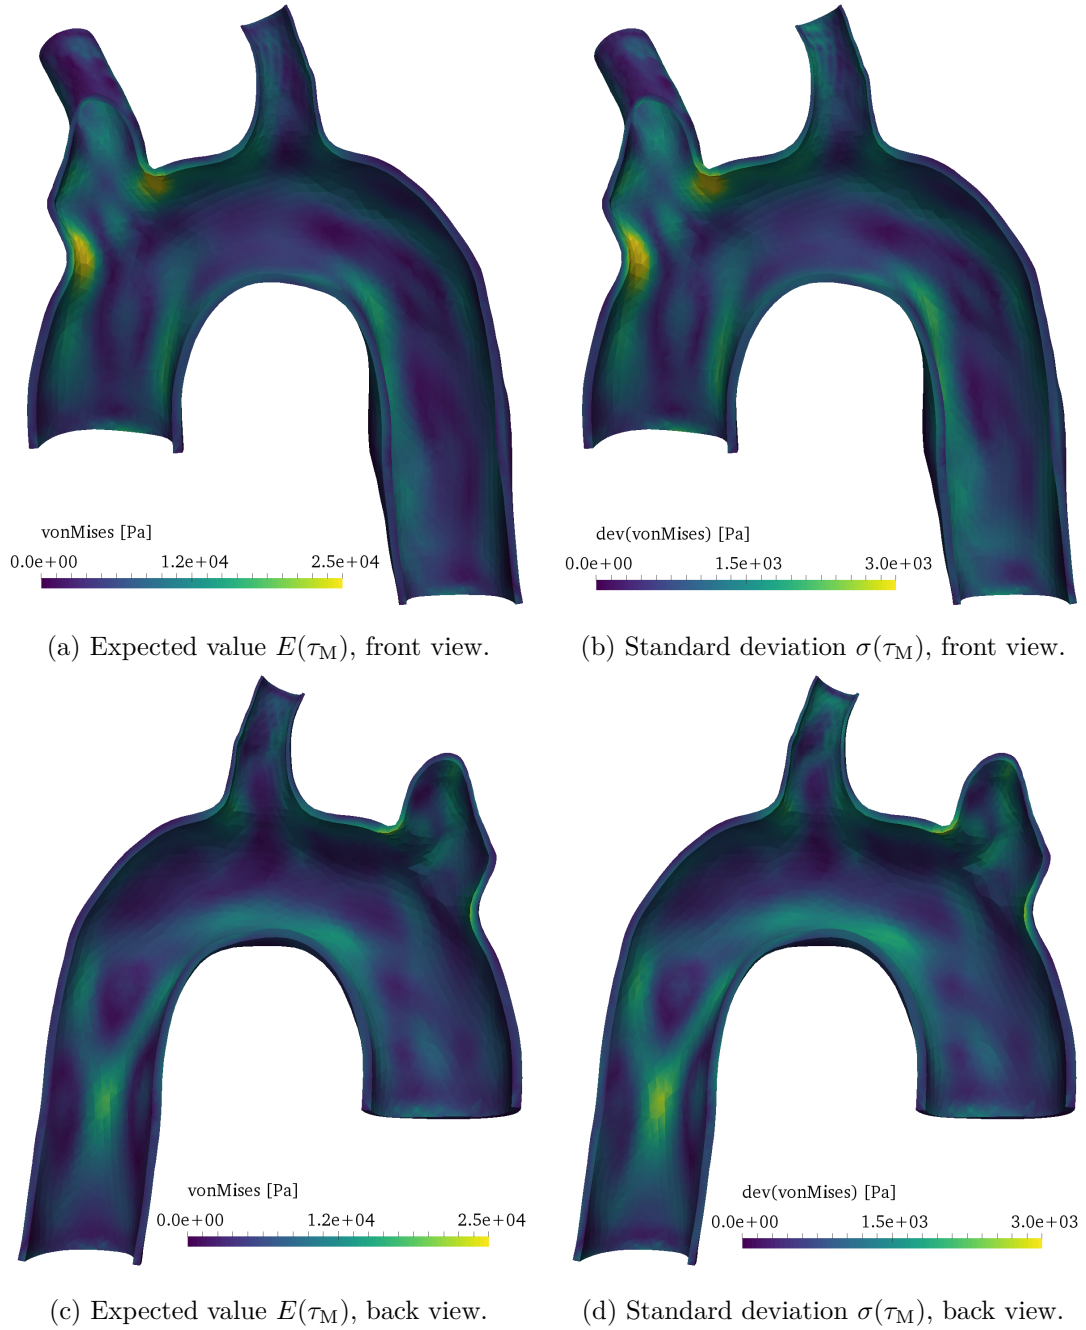 vonMises [Pa]
0.0e+00 1.2e+04 2.5e+04
dev(vonMises) [Pa]
0.0e+00 1.5e+03 3.0e+03
(a) Expected value E(τM), front view.
(b) Standard deviation σ(τM), front view.
vonMises [Pa]
0.0e+00 1.2e+04 2.5e+04
dev(vonMises) [Pa]
0.0e+00 1.5e+03 3.0e+03
(c) Expected value E(τM), back view.
(d) Standard deviation σ(τM), back view.